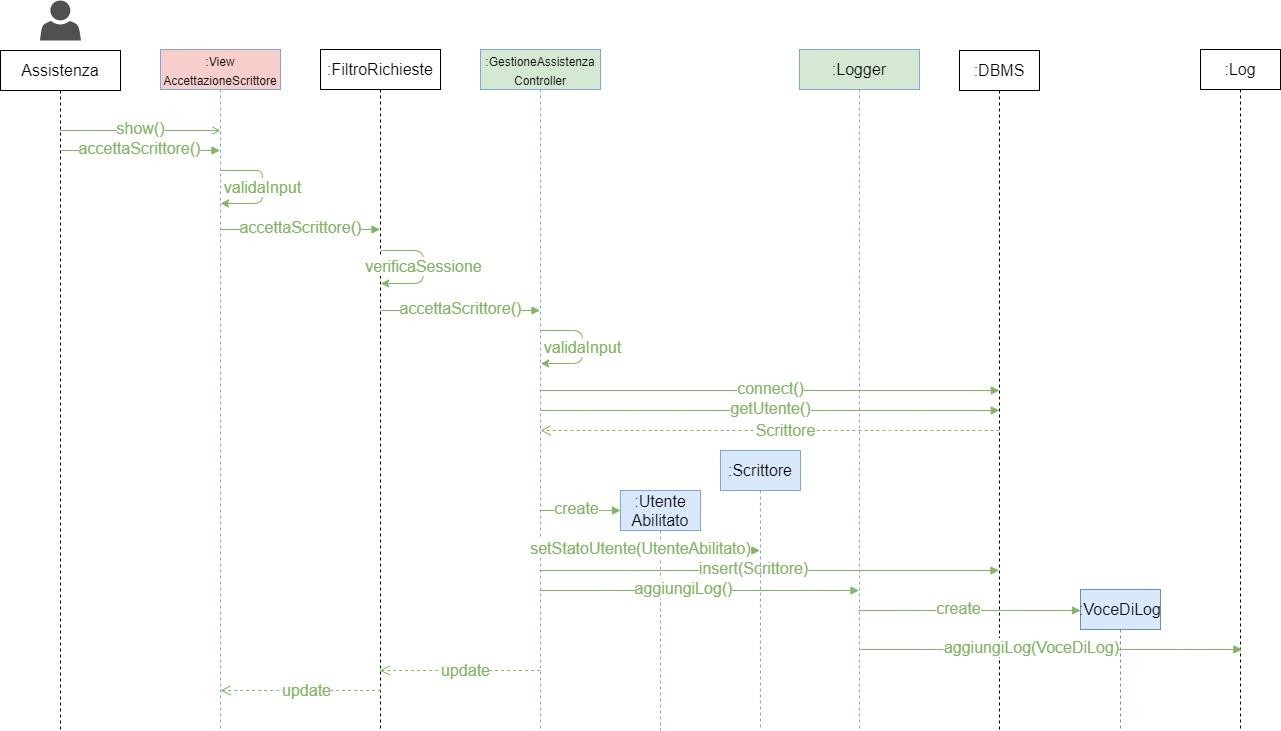 Assistenza
:View
AccettazioneScrittore
:FiltroRichieste
:GestioneAssistenza
Controller
:Logger
:DBMS
:Log
show()
accettaScrittore()
validaInput
accettaScrittore()
verificaSessione
accettaScrittore()
validaInput
connect()
getUtente()
Scrittore
:Scrittore
create
:Utente
Abilitato
setStatoUtente(UtenteAbilitato)
insert(Scrittore)
aggiungiLog()
create
:VoceDiLog
aggiungiLog(VoceDiLog)
update
update